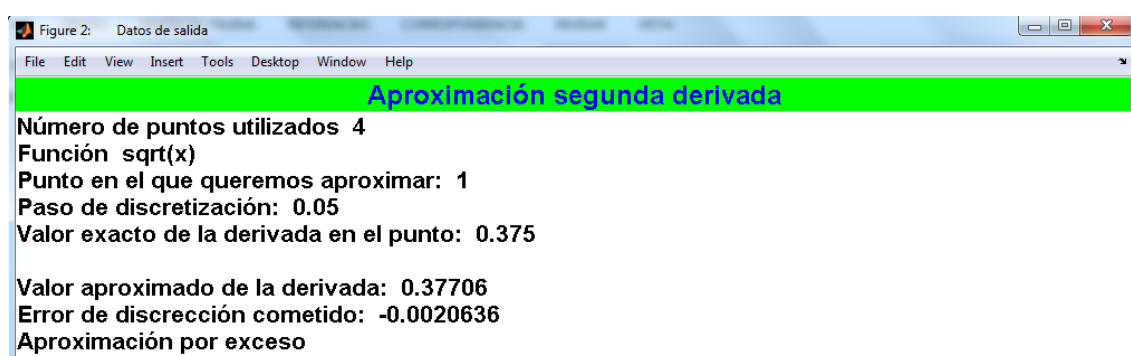 Figure 2: Datos de salida
File Edit View Insert Tools Desktop Window Help
Aproximación segunda derivada
Número de puntos utilizados 4
Función sqrt(x)
Punto en el que queremos aproximar: 1
Paso de discretización: 0.05
Valor exacto de la derivada en el punto: 0.375
Valor aproximado de la derivada: 0.37706
Error de discrección cometido: -0.0020636
Aproximación por exceso